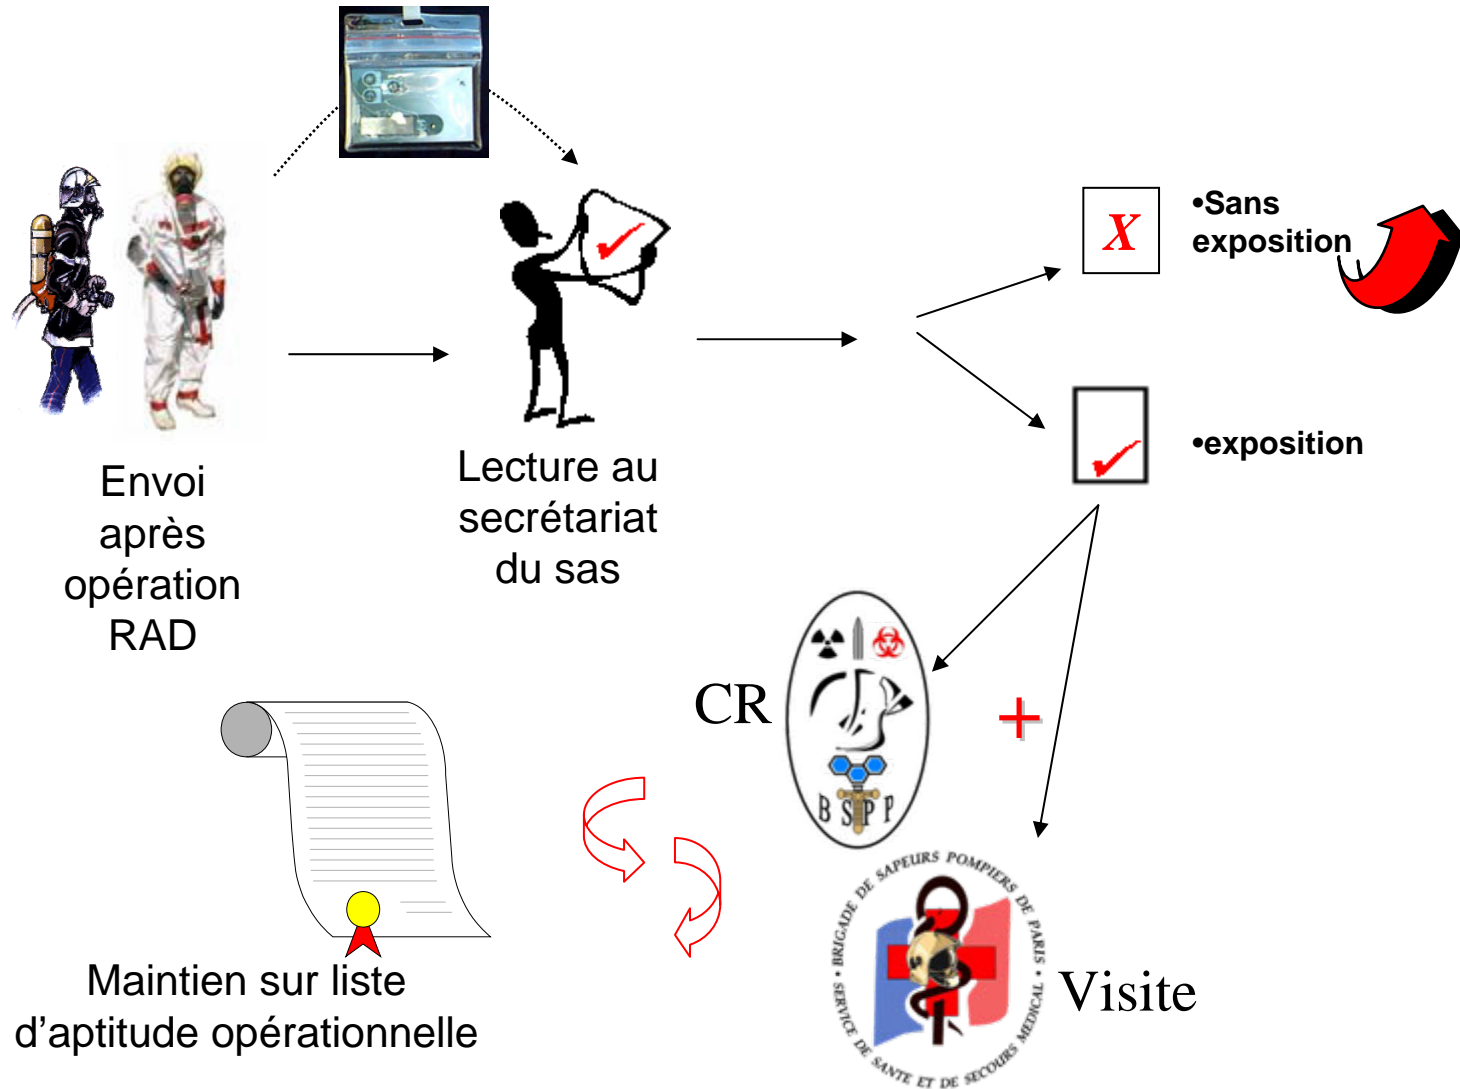 X
•Sans
exposition
•exposition
Envoi
après
opération
RAD
Lecture au
secrétariat
du sas
CR
BSPP
+
BRIGADE DE SAPEURS POMPIERS DE PARIS • SERVICE DE SANTE ET DE SECOURS MEDICAL •
Visite
Maintien sur liste
d’aptitude opérationnelle